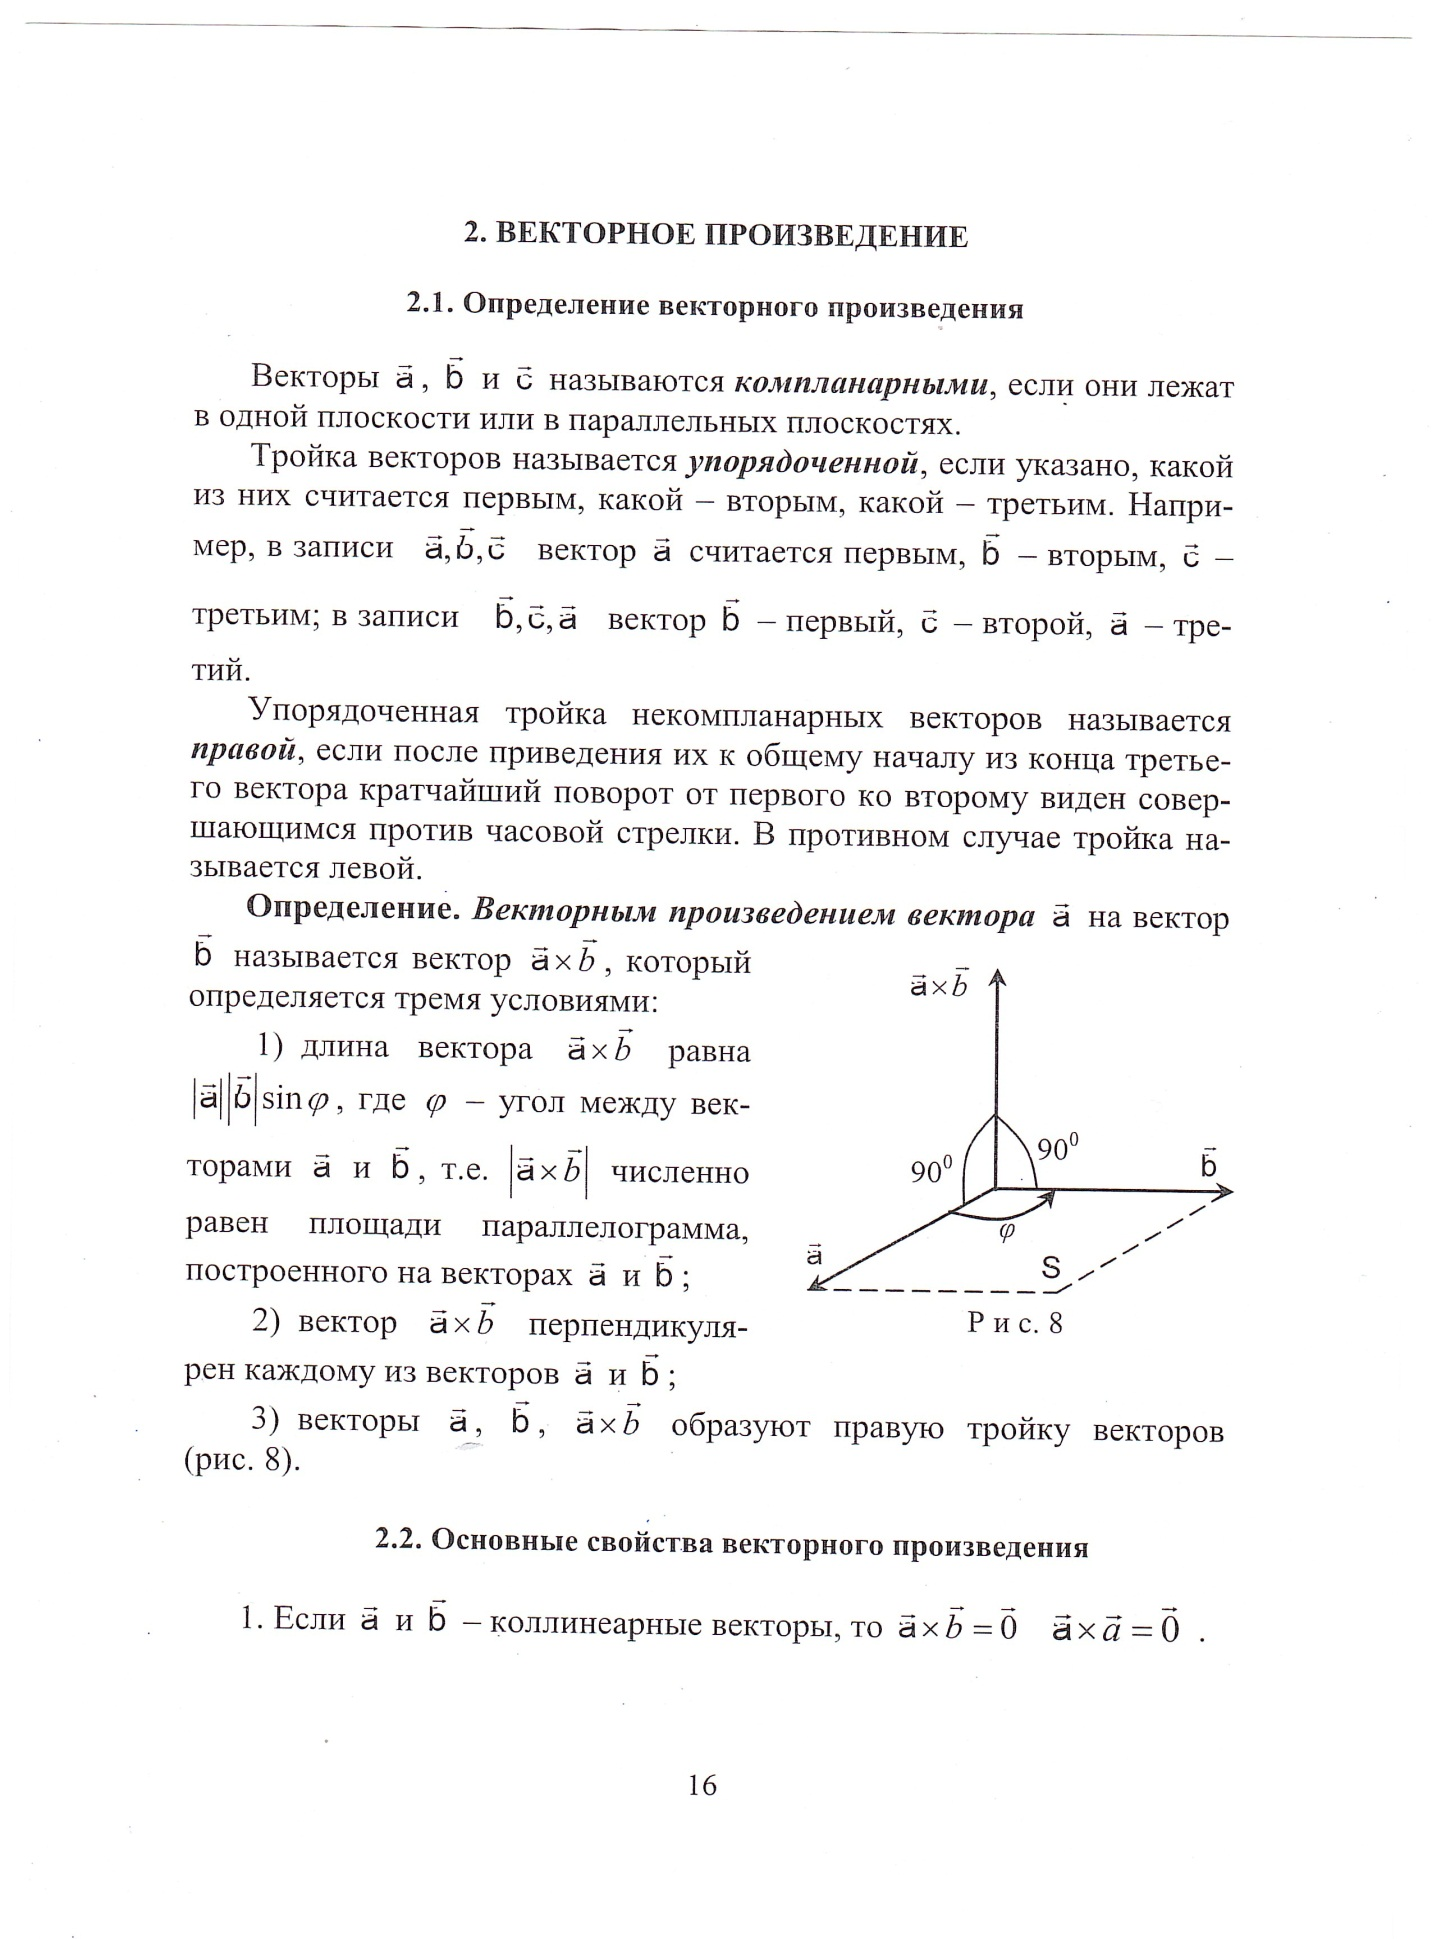 2. ВЕКТОРНОЕ ПРОИЗВЕДЕНИЕ
2.1. Определение векторного произведения
Векторы a⃗, b⃗ и c⃗ называются компланарными, если они лежат
в одной плоскости или в параллельных плоскостях.
Тройка векторов называется упорядоченной, если указано, какой
из них считается первым, какой – вторым, какой – третьим. Напри-
мер, в записи a⃗,b⃗,c⃗ вектор a⃗ считается первым, b⃗ – вторым, c⃗ –
третьим; в записи b⃗,c⃗,a⃗ вектор b⃗ – первый, c⃗ – второй, a⃗ – тре-
тий.
Упорядоченная тройка некомпланарных векторов называется
правой, если после приведения их к общему началу из конца третье-
го вектора кратчайший поворот от первого ко второму виден совер-
шающимся против часовой стрелки. В противном случае тройка на-
зывается левой.
Определение. Векторным произведением вектора a⃗ на вектор
b⃗ называется вектор a⃗×b⃗, который
определяется тремя условиями:
1) длина вектора a⃗×b⃗ равна
|a⃗||b⃗|sinφ, где φ – угол между век-
торами a⃗ и b⃗, т.е. |a⃗×b⃗| численно
равен площади параллелограмма,
построенного на векторах a⃗ и b⃗;
2) вектор a⃗×b⃗ перпендикуля-
рен каждому из векторов a⃗ и b⃗;
a⃗×b⃗
90⁰
90⁰
b⃗
φ
a⃗
S
Р и с. 8
3) векторы a⃗, b⃗, a⃗×b⃗ образуют правую тройку векторов
(рис. 8).
2.2. Основные свойства векторного произведения
1. Если a⃗ и b⃗ – коллинеарные векторы, то a⃗×b⃗=0⃗ a⃗×a⃗=0⃗ .
16